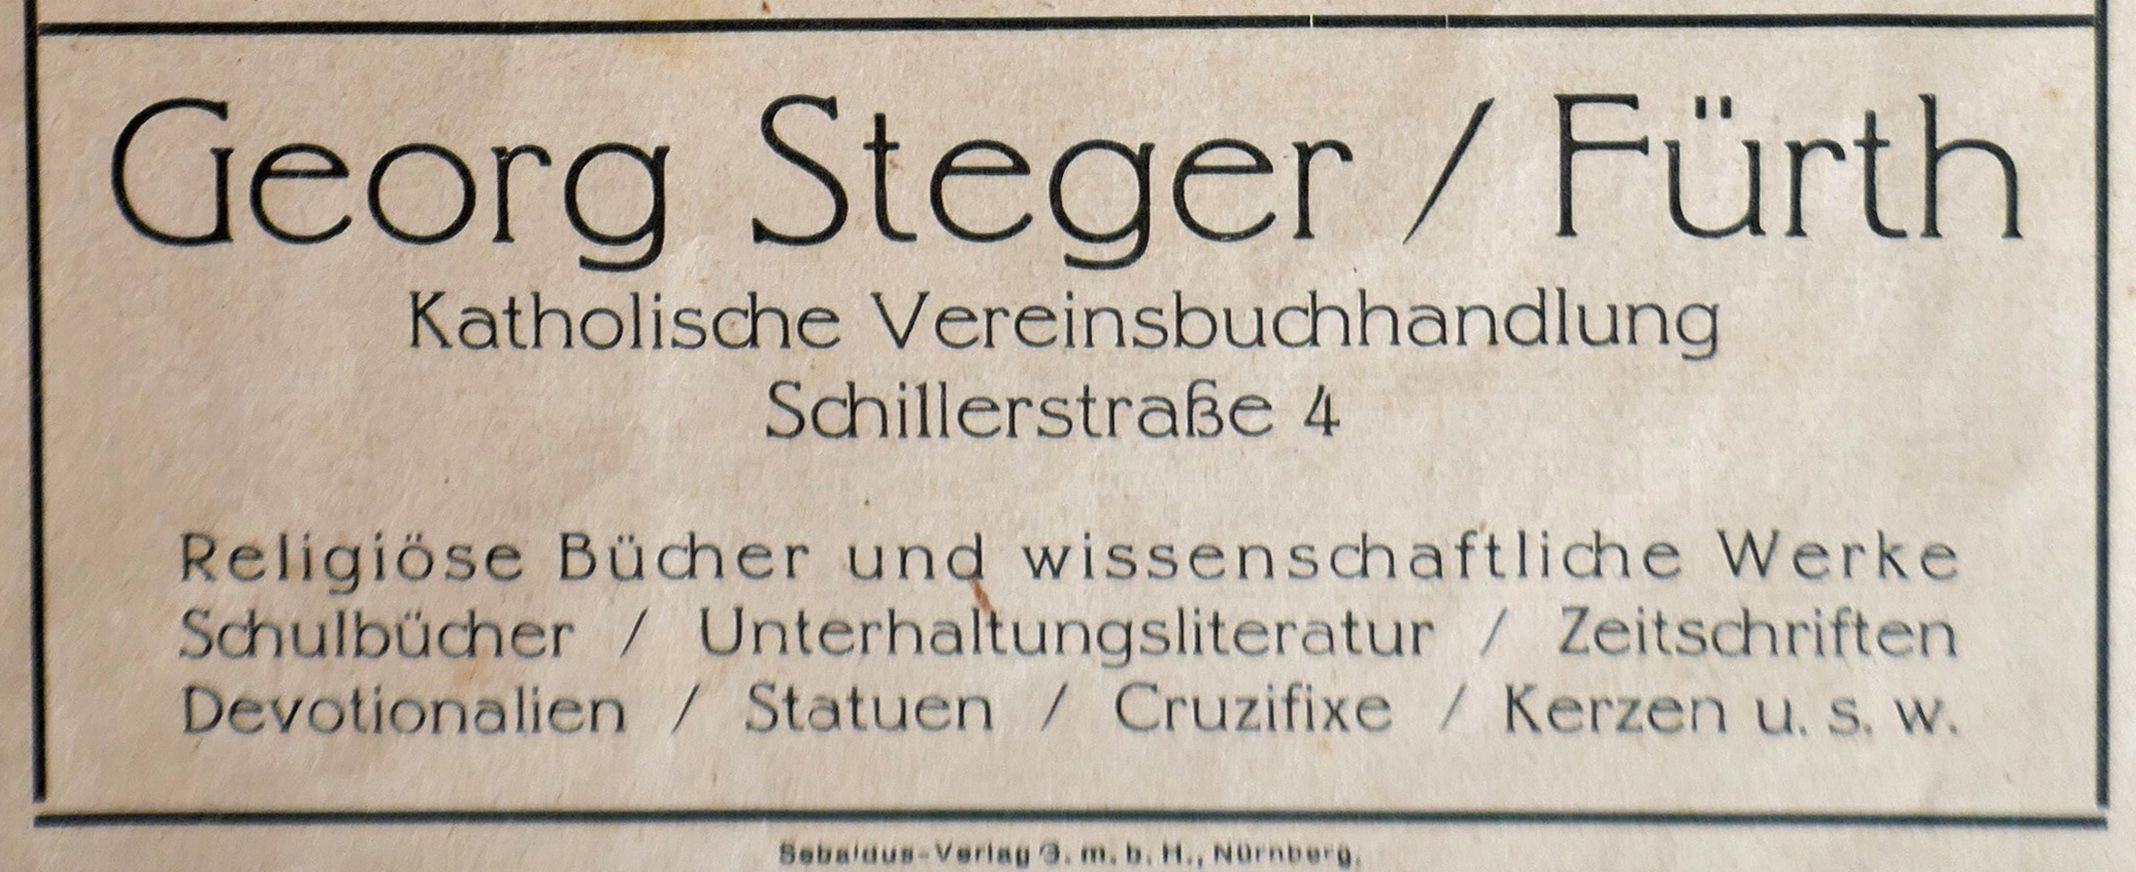 Georg Steger / Fürth
Katholische Vereinsbuchhandlung
Schillerstraße 4
Religiöse Bücher und wissenschaftliche Werke
Schulbücher / Unterhaltungsliteratur / Zeitschriften
Devotionalien / Statuen / Cruzifixe / Kerzen u. s. w.
Sebaldus-Verlag G. m. b. H., Nürnberg.